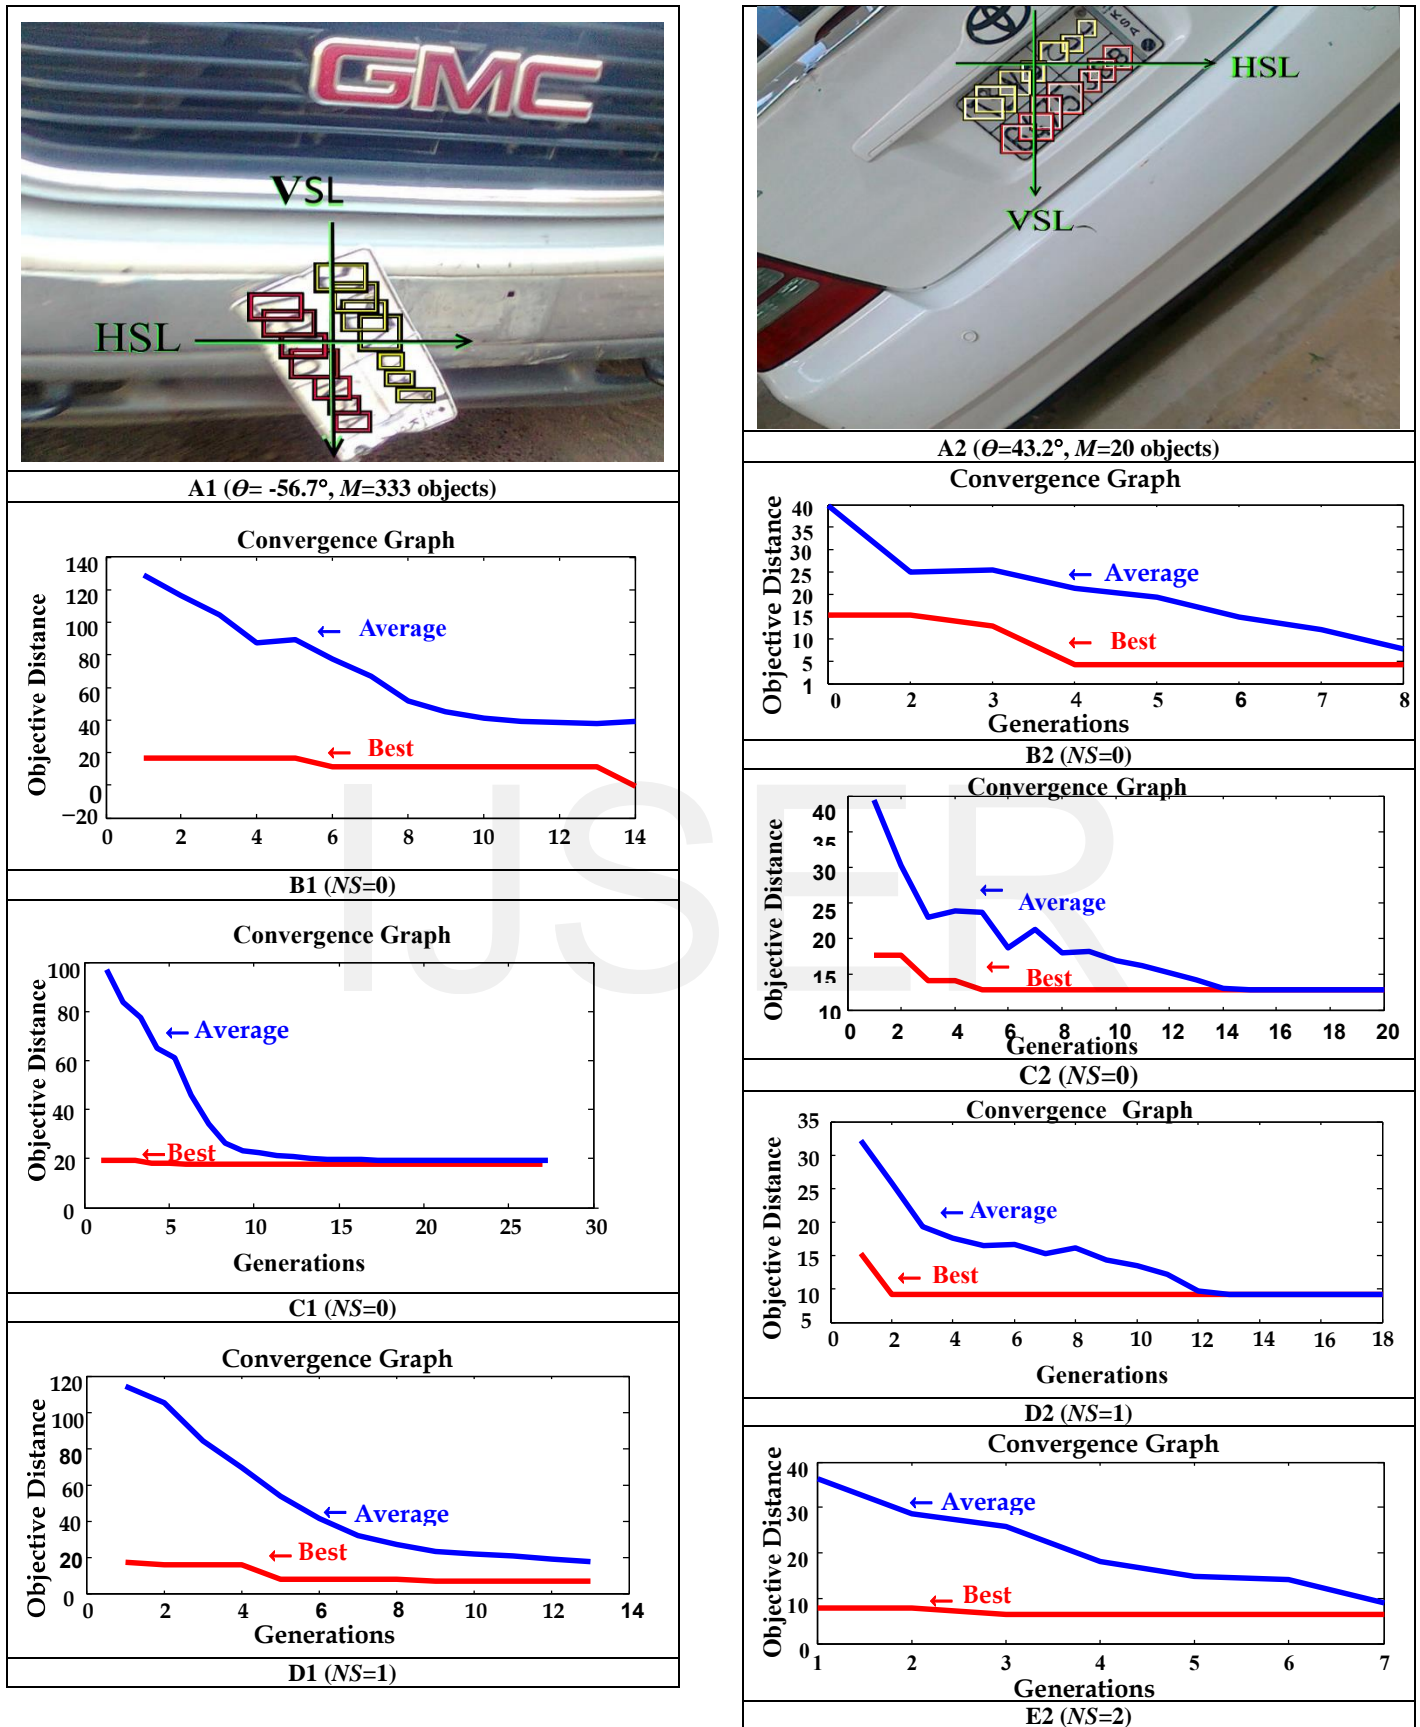 GMC
VSL
HSL
A1 (Ө= -56.7°, M=333 objects)
Convergence Graph
Objective Distance
140
120
100
80
60
40
20
0
−20
Average
Best
0 2 4 6 8 10 12 14
B1 (NS=0)
Convergence Graph
Objective Distance
100
80
60
40
20
0
Average
Best
0 5 10 15 20 25 30
Generations
C1 (NS=0)
Convergence Graph
Objective Distance
120
100
80
60
40
20
0
Average
Best
0 2 4 6 8 10 12 14
Generations
D1 (NS=1)
HSL
VSL
KSA
A2 (Ө=43.2°, M=20 objects)
Convergence Graph
Objective Distance
40
35
30
25
20
15
10
5
1
Average
Best
0 2 3 4 5 6 7 8
Generations
B2 (NS=0)
Convergence Graph
Objective Distance
40
35
30
25
20
15
10
Average
Best
0 2 4 6 8 10 12 14 16 18 20
Generations
C2 (NS=0)
Convergence Graph
Objective Distance
35
30
25
20
15
10
5
Average
Best
0 2 4 6 8 10 12 14 16 18
Generations
D2 (NS=1)
Convergence Graph
Objective Distance
40
30
20
10
0
Average
Best
1 2 3 4 5 6 7
Generations
E2 (NS=2)
IJSER